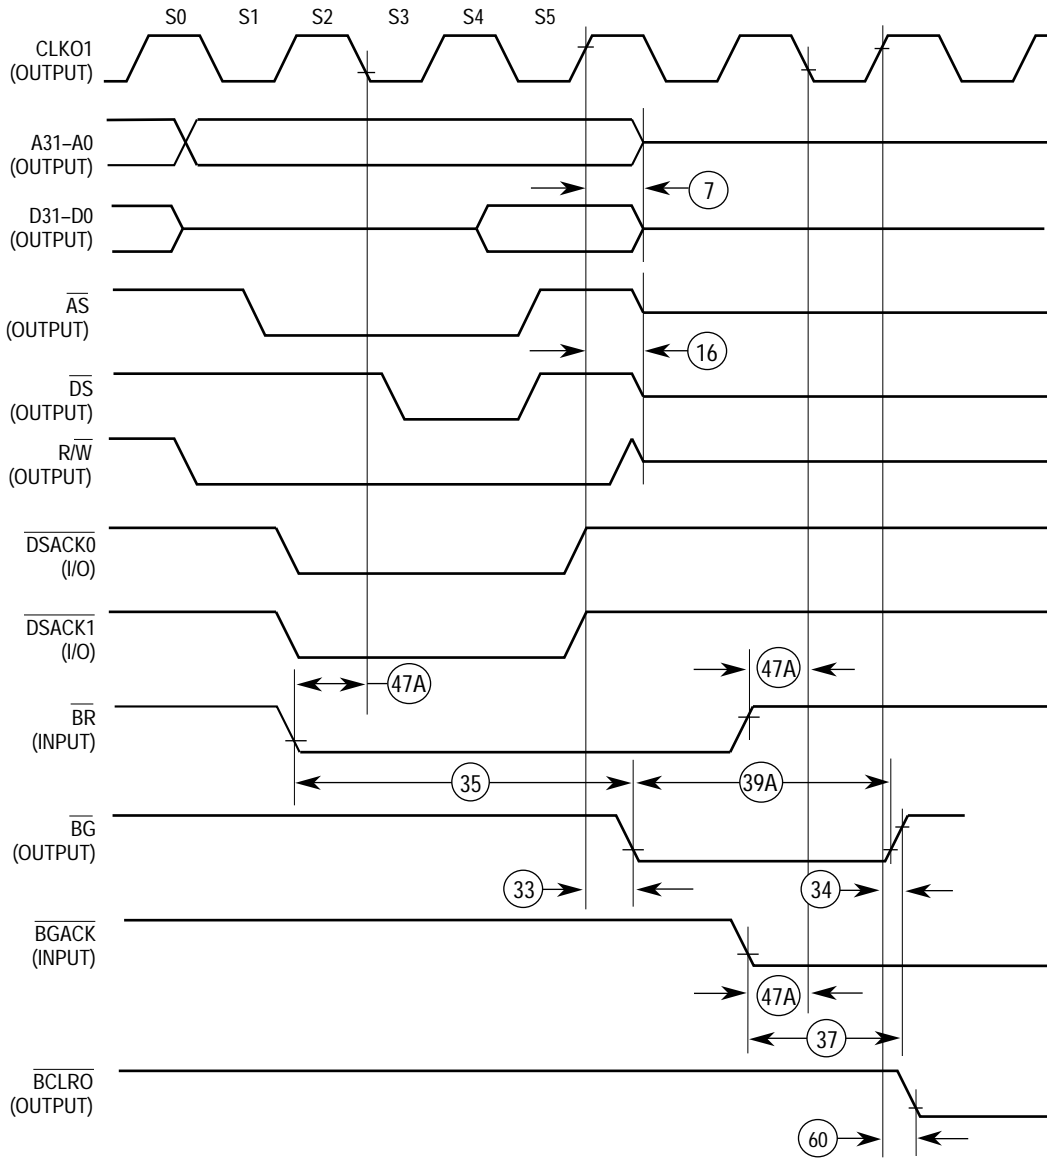 S0 S1 S2 S3 S4 S5
CLKO1
(OUTPUT)
A31–A0
(OUTPUT)
7
D31–D0
(OUTPUT)
AS
(OUTPUT)
16
DS
(OUTPUT)
R/W
(OUTPUT)
DSACK0
(I/O)
DSACK1
(I/O)
47A
47A
BR
(INPUT)
35
39A
BG
(OUTPUT)
33
34
BGACK
(INPUT)
47A
37
BCLRO
(OUTPUT)
60